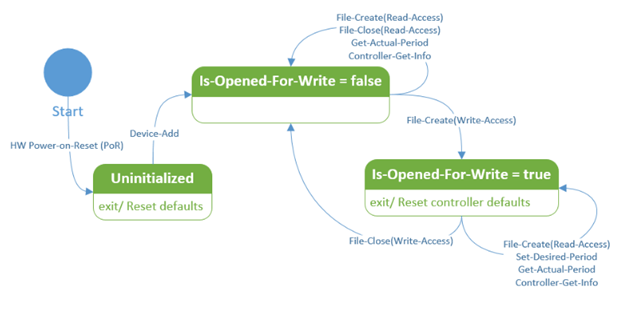 File-Create(Read-Access)
File-Close(Read-Access)
Get-Actual-Period
Controller-Get-Info
Is-Opened-For-Write = false
Start
Device-Add
File-Create(Write-Access)
HW Power-on-Reset (PoR)
Uninitialized
exit/ Reset defaults
Is-Opened-For-Write = true
exit/ Reset controller defaults
File-Close(Write-Access)
File-Create(Read-Access)
Set-Desired-Period
Get-Actual-Period
Controller-Get-Info